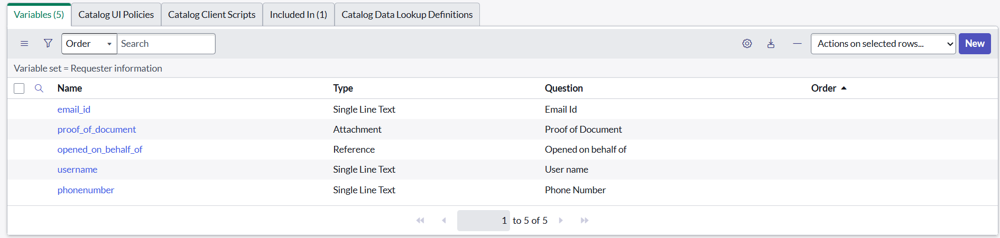 Variables (5) Catalog UI Policies Catalog Client Scripts Included In (1) Catalog Data Lookup Definitions
Order Search Actions on selected rows... New
Variable set = Requester information
Name Type Question Order
email_id Single Line Text Email Id
proof_of_document Attachment Proof of Document
opened_on_behalf_of Reference Opened on behalf of
username Single Line Text User name
phonenumber Single Line Text Phone Number
1 to 5 of 5